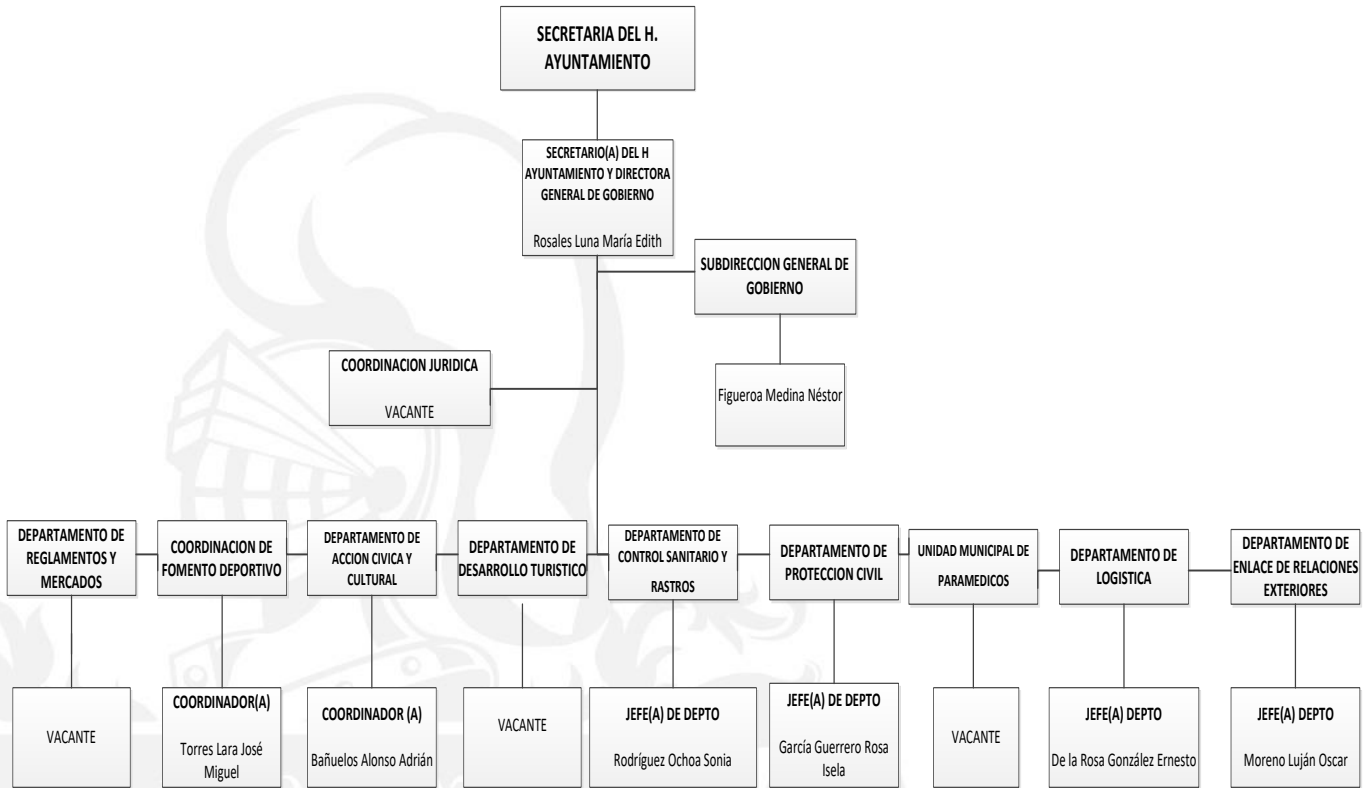 SECRETARIA DEL H.
AYUNTAMIENTO
SECRETARIO(A) DEL H
AYUNTAMIENTO Y DIRECTORA
GENERAL DE GOBIERNO
Rosales Luna María Edith
SUBDIRECCION GENERAL DE
GOBIERNO
Figueroa Medina Néstor
COORDINACION JURIDICA
VACANTE
DEPARTAMENTO DE
REGLAMENTOS Y
MERCADOS
COORDINACION DE
FOMENTO DEPORTIVO
DEPARTAMENTO DE
ACCION CIVICA Y
CULTURAL
DEPARTAMENTO DE
DESARROLLO TURISTICO
DEPARTAMENTO DE
CONTROL SANITARIO Y
RASTROS
DEPARTAMENTO DE
PROTECCION CIVIL
UNIDAD MUNICIPAL DE
PARAMEDICOS
DEPARTAMENTO DE
LOGISTICA
DEPARTAMENTO DE
ENLACE DE RELACIONES
EXTERIORES
VACANTE
COORDINADOR(A)
Torres Lara José
Miguel
COORDINADOR (A)
Bañuelos Alonso Adrián
VACANTE
JEFE(A) DE DEPTO
Rodríguez Ochoa Sonia
JEFE(A) DE DEPTO
García Guerrero Rosa
Isela
VACANTE
JEFE(A) DEPTO
De la Rosa González Ernesto
JEFE(A) DEPTO
Moreno Luján Oscar